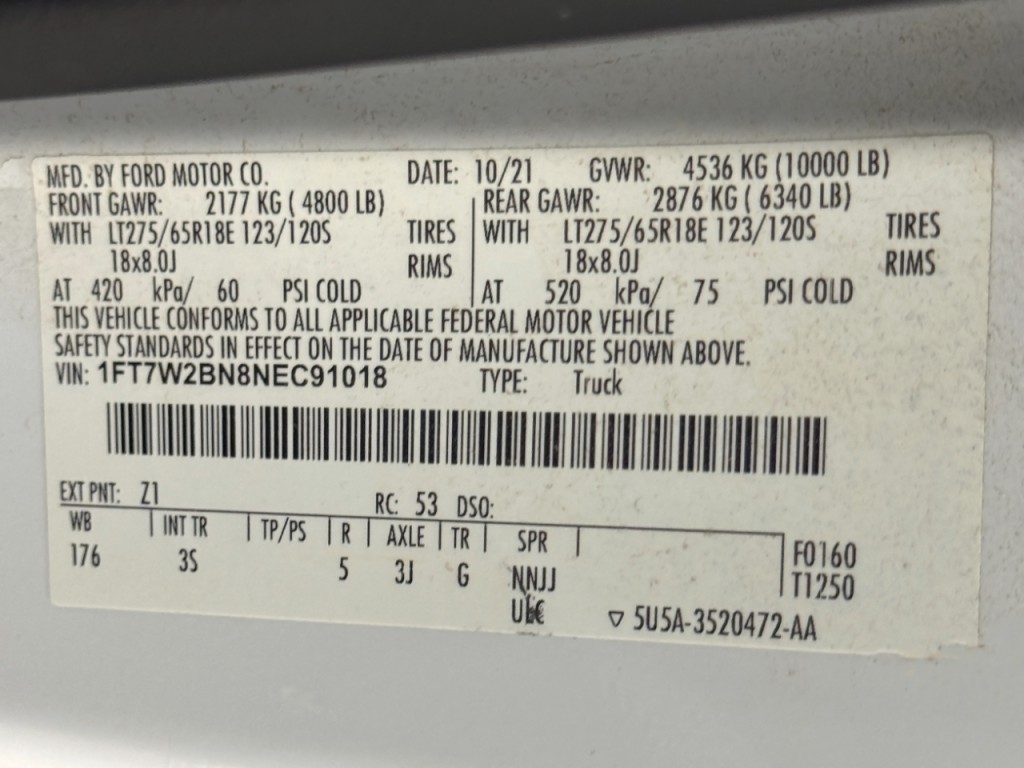 MFD. BY FORD MOTOR CO. DATE: 10/21 GVWR: 4536 KG (10000 LB)
FRONT GAWR: 2177 KG ( 4800 LB) REAR GAWR: 2876 KG ( 6340 LB)
WITH LT275/65R18E 123/120S TIRES WITH LT275/65R18E 123/120S TIRES
18x8.0J RIMS 18x8.0J RIMS
AT 420 kPa/ 60 PSI COLD AT 520 kPa/ 75 PSI COLD
THIS VEHICLE CONFORMS TO ALL APPLICABLE FEDERAL MOTOR VEHICLE
SAFETY STANDARDS IN EFFECT ON THE DATE OF MANUFACTURE SHOWN ABOVE.
VIN: 1FT7W2BN8NEC91018 TYPE: Truck
EXT PNT: Z1 RC: 53 DSO:
WB INT TR TP/PS R AXLE TR SPR F0160
176 3S 5 3J G NNJJ T1250
▽ 5U5A-3520472-AA